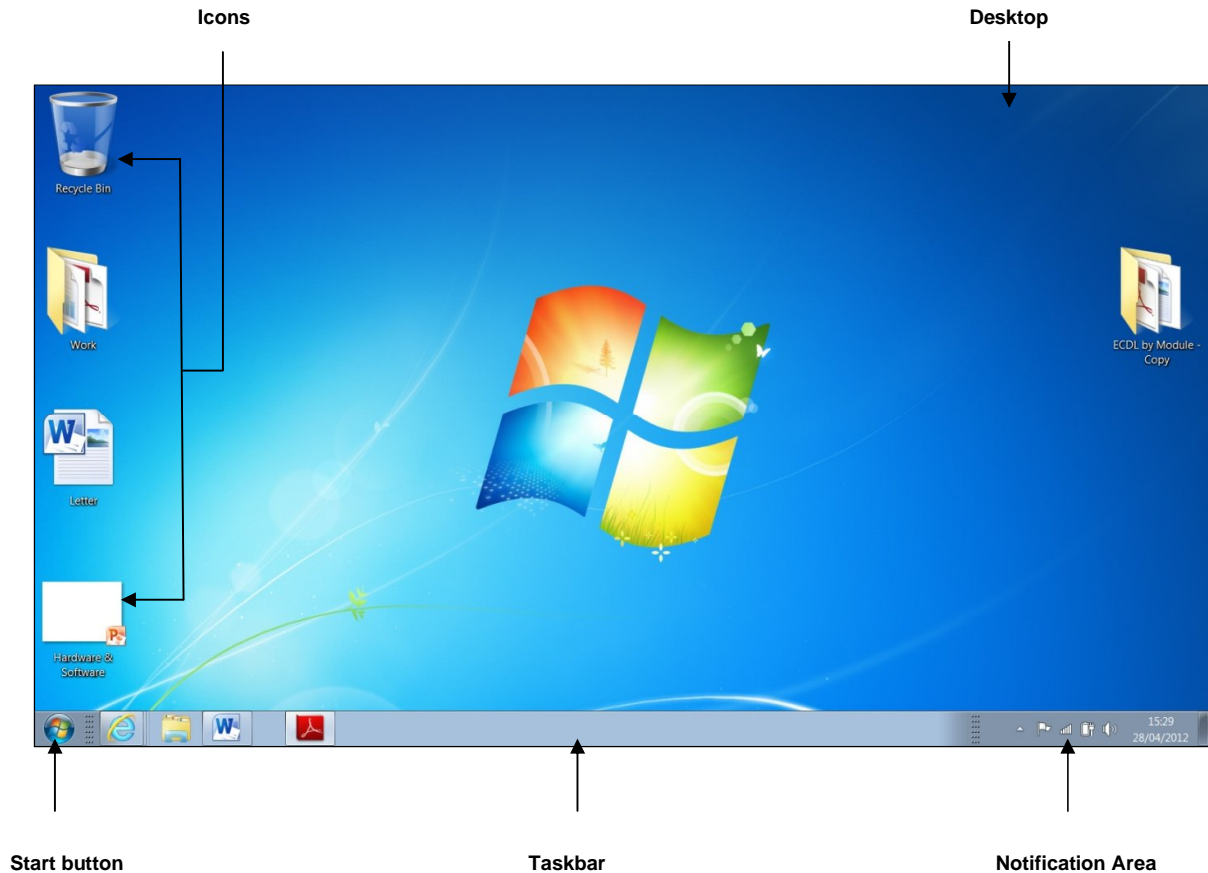 Icons
Desktop
Recycle Bin
Work
ECDL by Module -
Copy
W
Letter
P
Hardware &
Software
W
15:29
28/04/2012
Start button
Taskbar
Notification Area